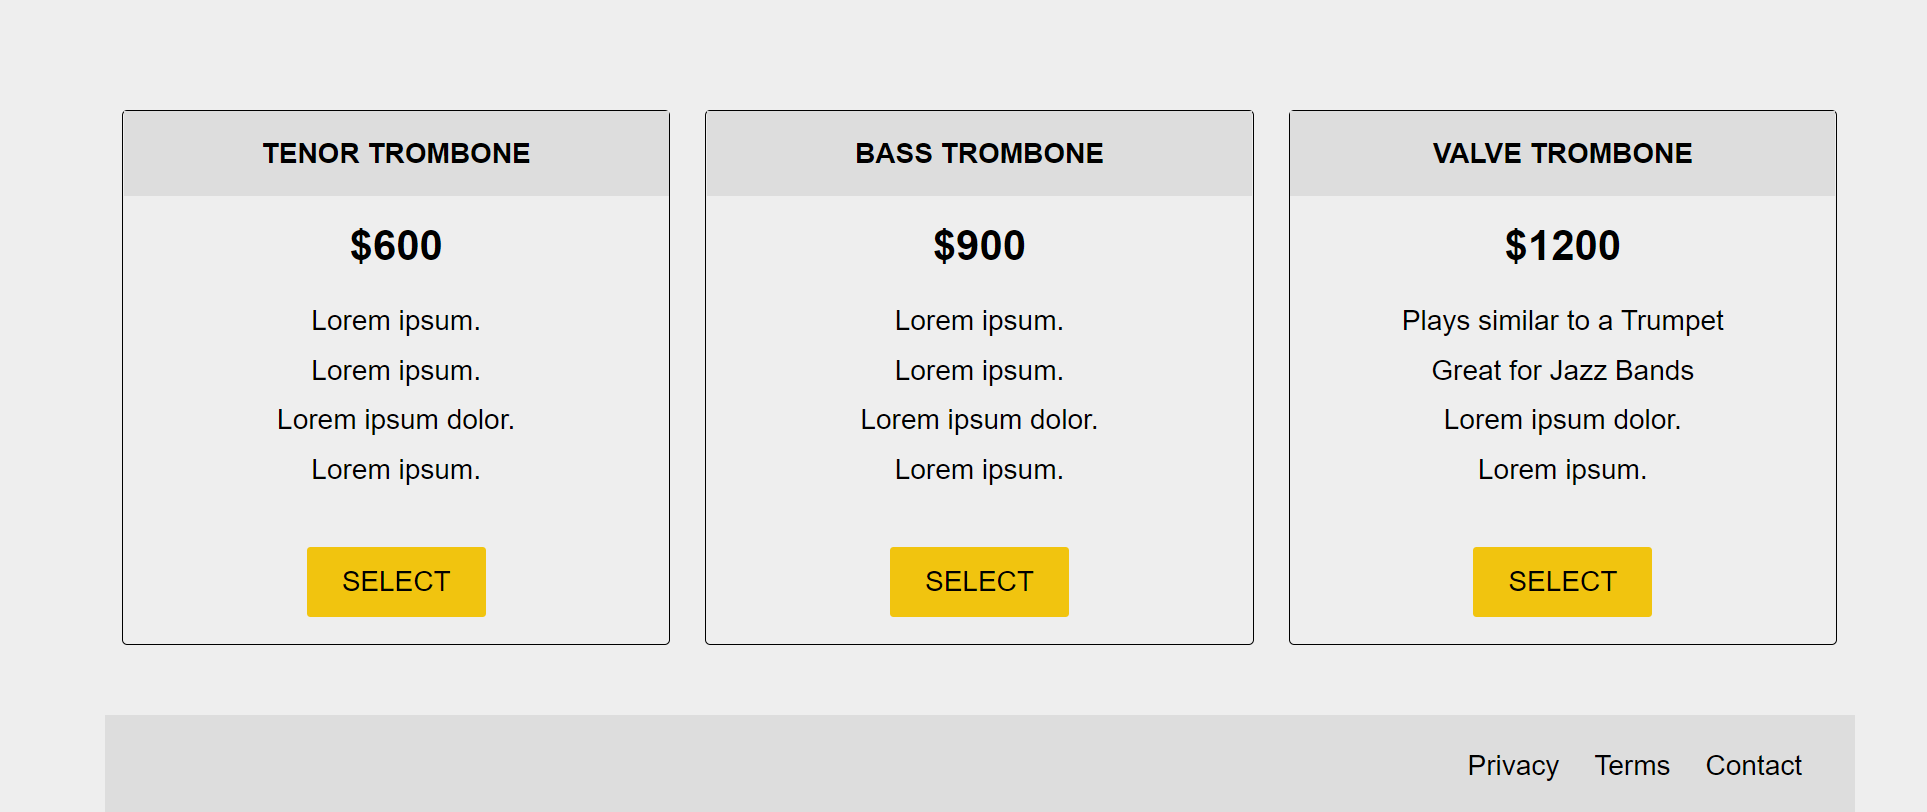 TENOR TROMBONE
$600
Lorem ipsum.
Lorem ipsum.
Lorem ipsum dolor.
Lorem ipsum.
SELECT
BASS TROMBONE
$900
Lorem ipsum.
Lorem ipsum.
Lorem ipsum dolor.
Lorem ipsum.
SELECT
VALVE TROMBONE
$1200
Plays similar to a Trumpet
Great for Jazz Bands
Lorem ipsum dolor.
Lorem ipsum.
SELECT
Privacy Terms Contact